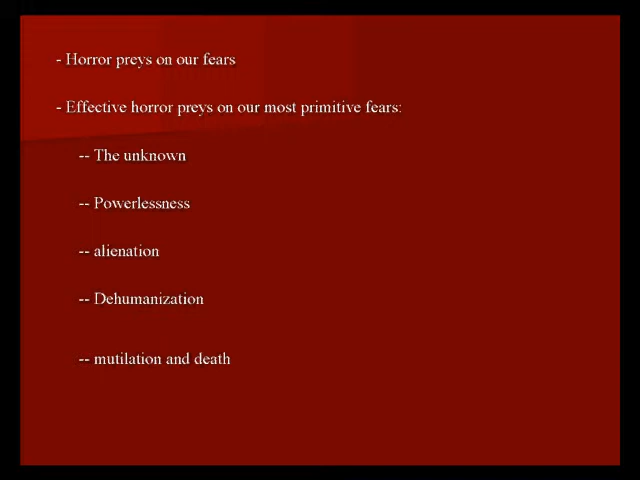 - Horror preys on our fears
- Effective horror preys on our most primitive fears:
-- The unknown
-- Powerlessness
-- alienation
-- Dehumanization
-- mutilation and death